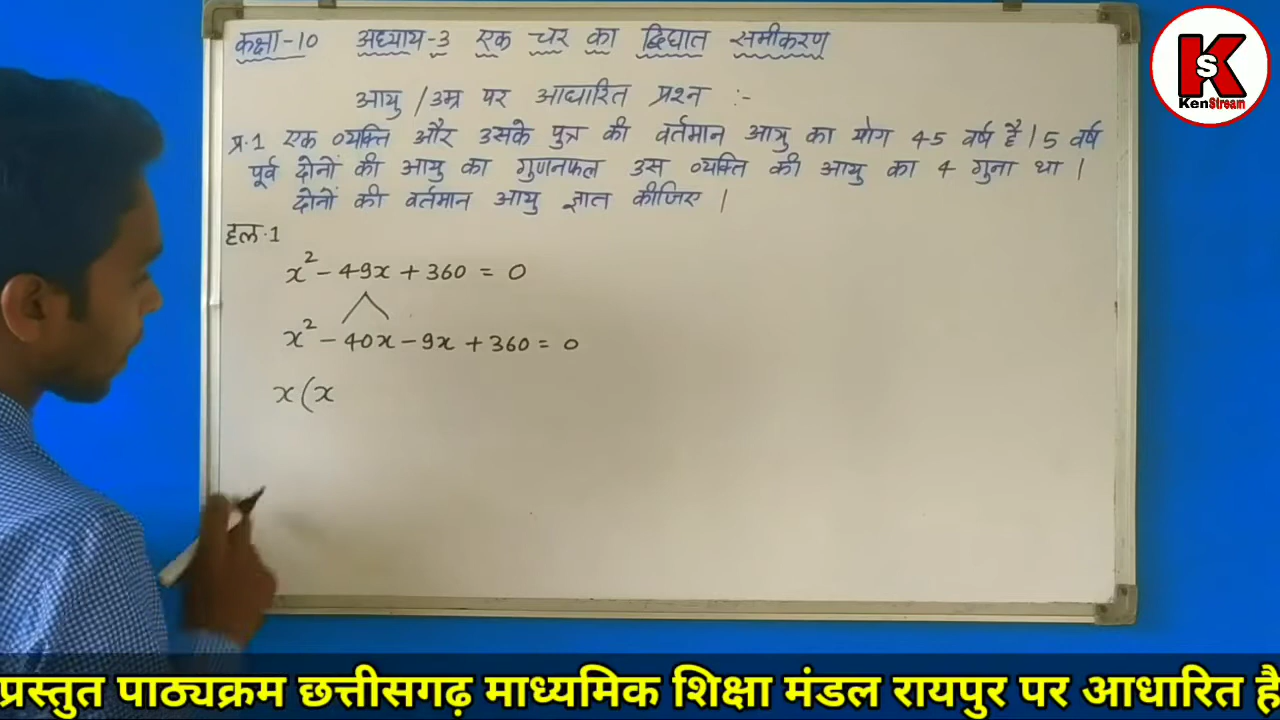 कक्षा-10 अध्याय-3 एक चर का द्विघात समीकरण
आयु / उम्र पर आधारित प्रश्न :-
प्र.1 एक व्यक्ति और उसके पुत्र की वर्तमान आयु का योग 45 वर्ष है। 5 वर्ष
पूर्व दोनों की आयु का गुणनफल उस व्यक्ति की आयु का 4 गुना था।
दोनों की वर्तमान आयु ज्ञात कीजिए।
हल.1
x² - 49x + 360 = 0
x² - 40x - 9x + 360 = 0
x(x
KS
KenStream
प्रस्तुत पाठ्यक्रम छत्तीसगढ़ माध्यमिक शिक्षा मंडल रायपुर पर आधारित है